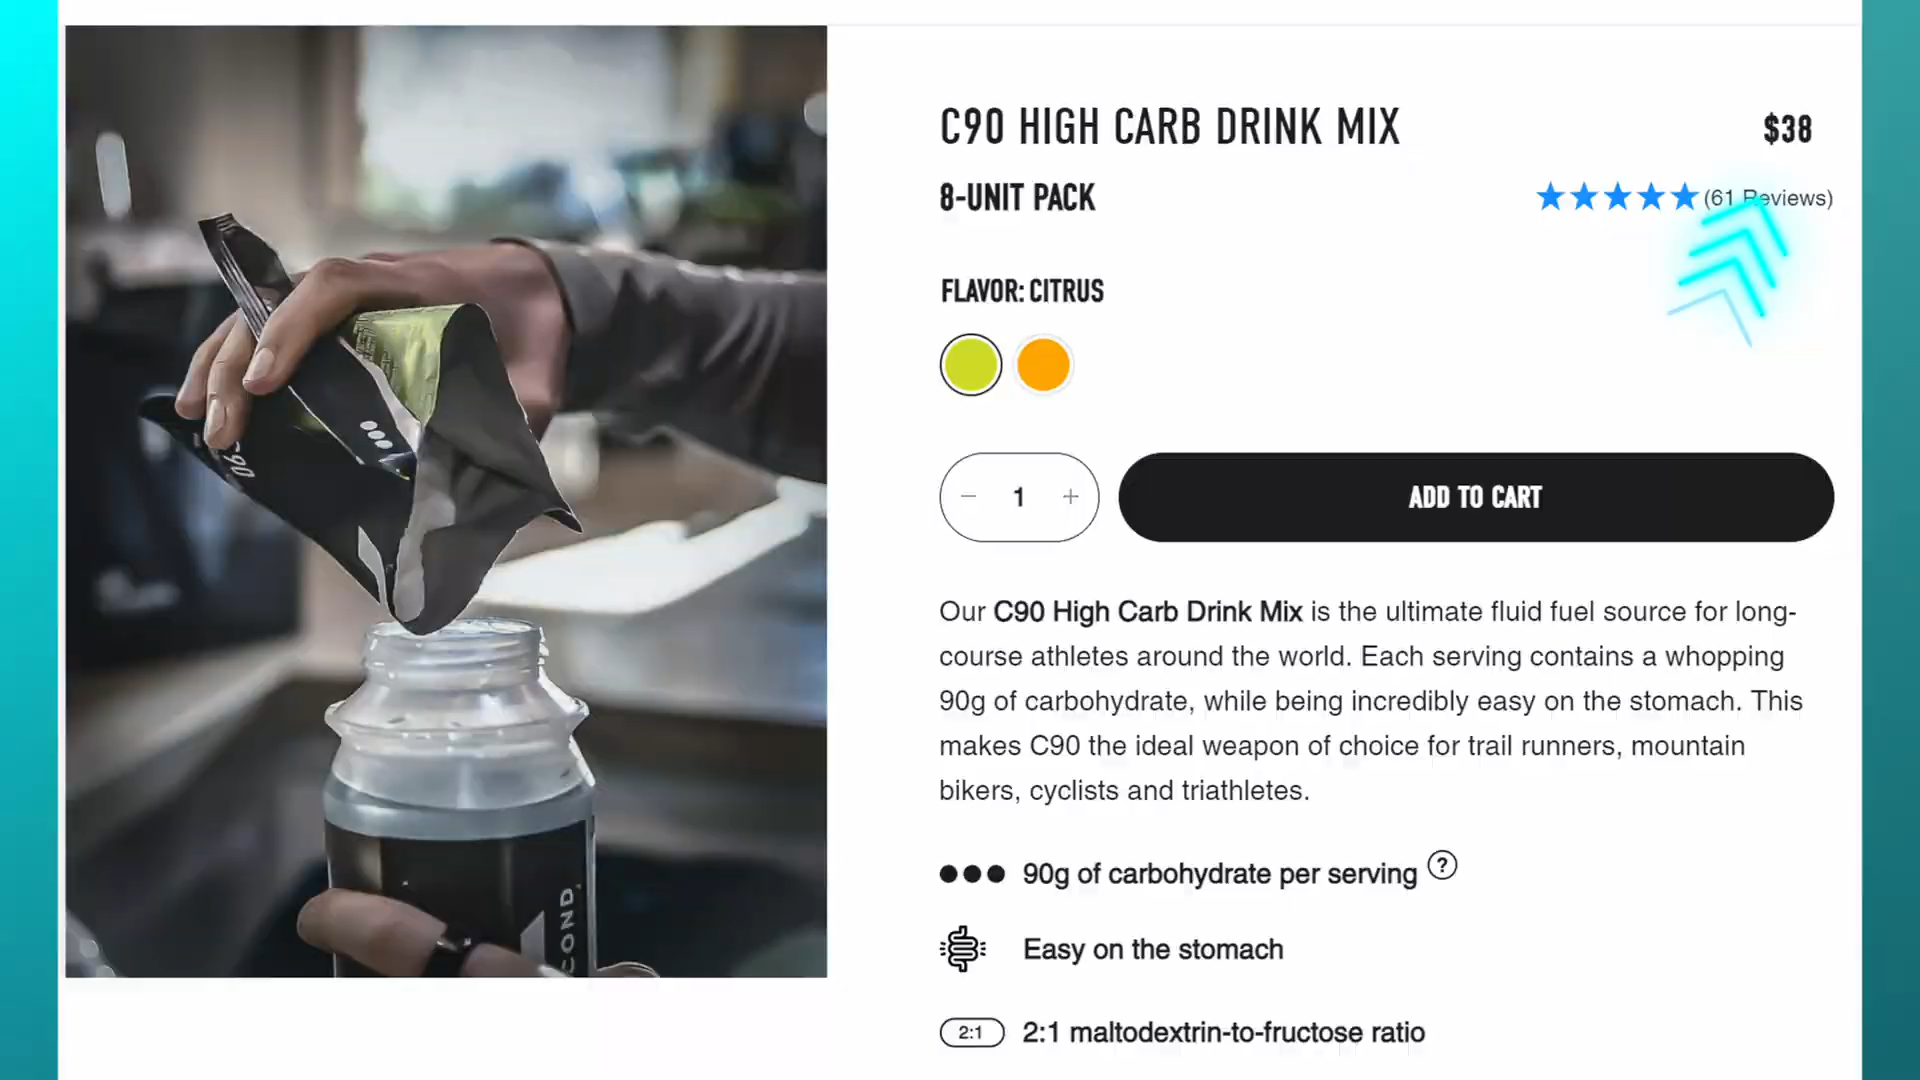 C90 HIGH CARB DRINK MIX
$38
8-UNIT PACK
(61 Reviews)
FLAVOR: CITRUS
1
ADD TO CART
Our C90 High Carb Drink Mix is the ultimate fluid fuel source for long-
course athletes around the world. Each serving contains a whopping
90g of carbohydrate, while being incredibly easy on the stomach. This
makes C90 the ideal weapon of choice for trail runners, mountain
bikers, cyclists and triathletes.
90g of carbohydrate per serving
?
Easy on the stomach
2:1
2:1 maltodextrin-to-fructose ratio
COND